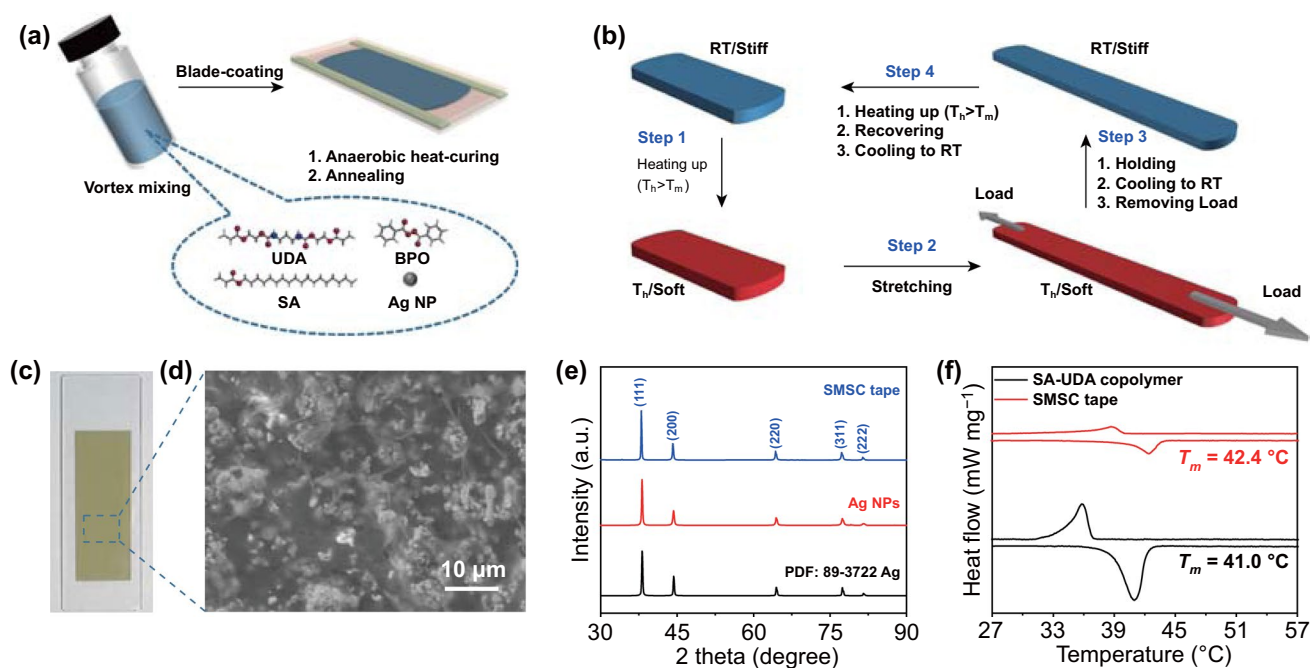 (a)
Blade-coating
Vortex mixing
1. Anaerobic heat-curing
2. Annealing
UDA
BPO
SA
Ag NP
(b)
RT/Stiff
RT/Stiff
Step 4
1. Heating up (Th>Tm)
2. Recovering
3. Cooling to RT
Step 1
Heating up
(Th>Tm)
Step 3
1. Holding
2. Cooling to RT
3. Removing Load
Load
Step 2
Stretching
Th/Soft
Th/Soft
Load
(c)
(d)
10 μm
(e)
Intensity (a.u.)
(111)
(200)
(220)
(311)
(222)
SMSC tape
Ag NPs
PDF: 89-3722 Ag
30 45 60 75 90
2 theta (degree)
(f)
Heat flow (mW mg⁻¹)
SA-UDA copolymer
SMSC tape
Tm = 42.4 °C
Tm = 41.0 °C
27 33 39 45 51 57
Temperature (°C)